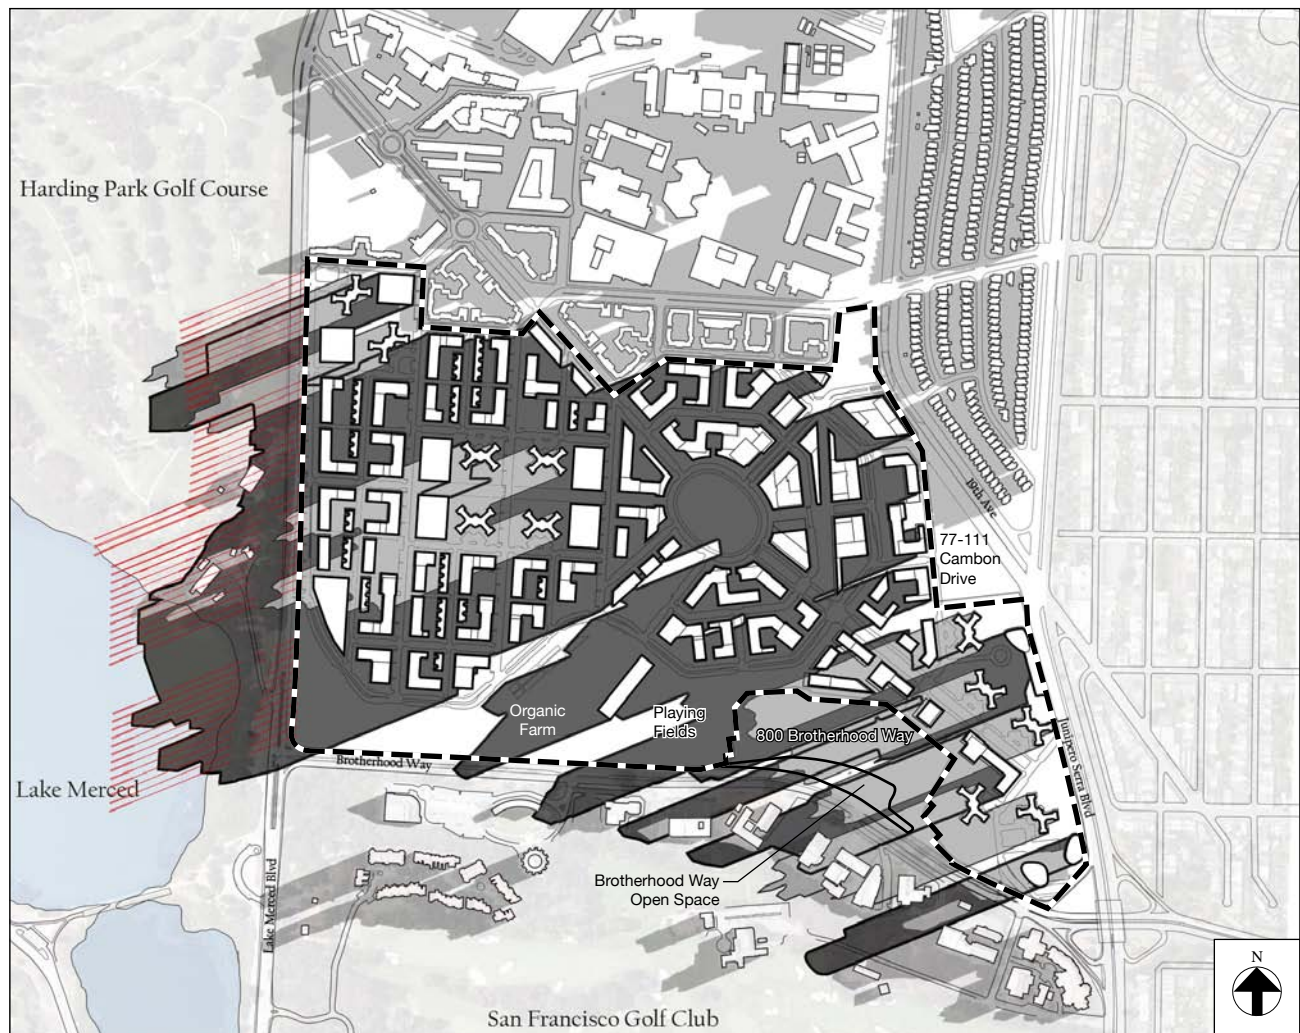 Harding Park Golf Course
19th Ave
77-111
Cambon
Drive
Organic
Farm
Playing
Fields
800 Brotherhood Way
Junipero Serra Blvd
Brotherhood Way
Lake Merced
Brotherhood Way
Open Space
Lake Merced Blvd
N
San Francisco Golf Club